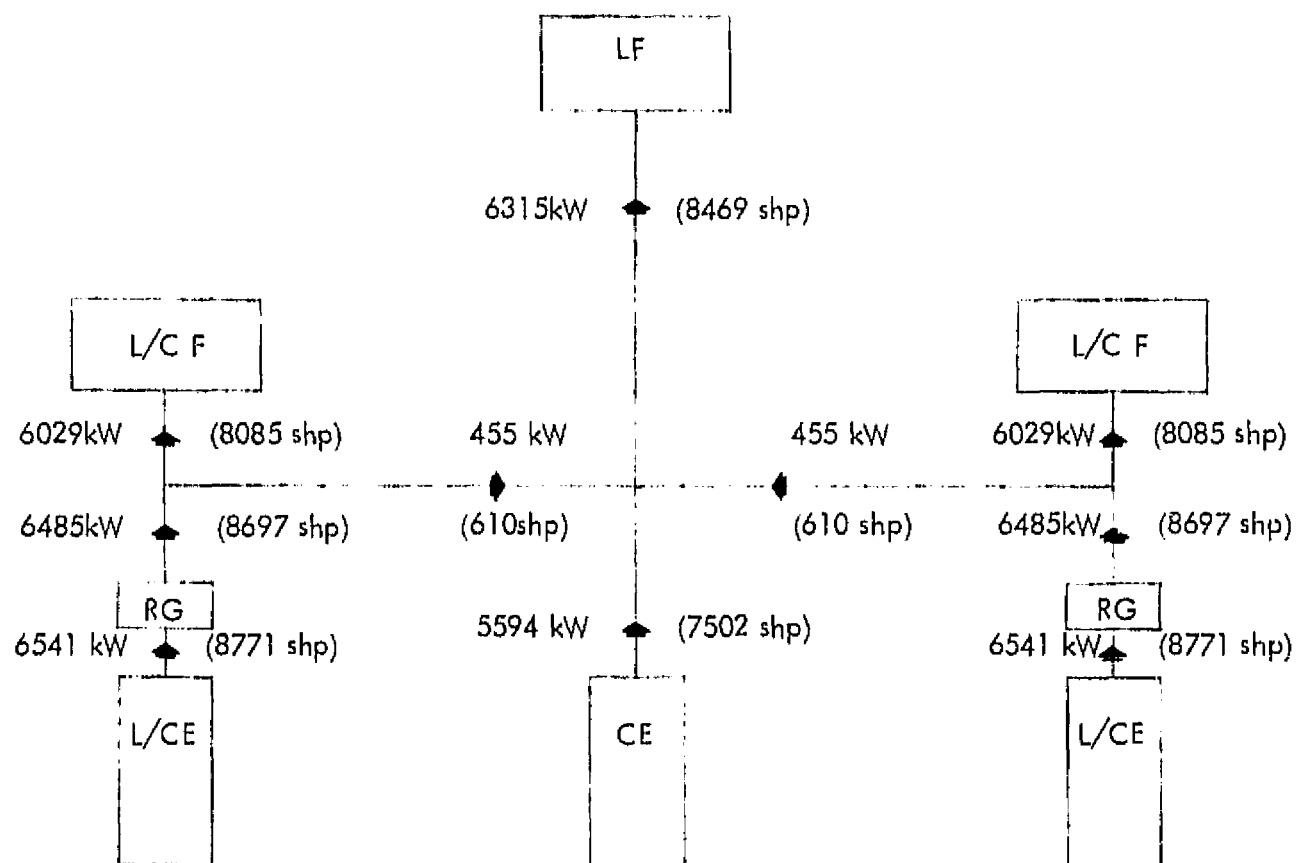 LF
6315kW (8469 shp)
L/C F L/C F
6029kW (8085 shp) 455 kW 455 kW 6029kW (8085 shp)
6485kW (8697 shp) (610shp) (610 shp) 6485kW (8697 shp)
RG RG
6541 kW (8771 shp) 5594 kW (7502 shp) 6541 kW (8771 shp)
L/CE CE L/CE